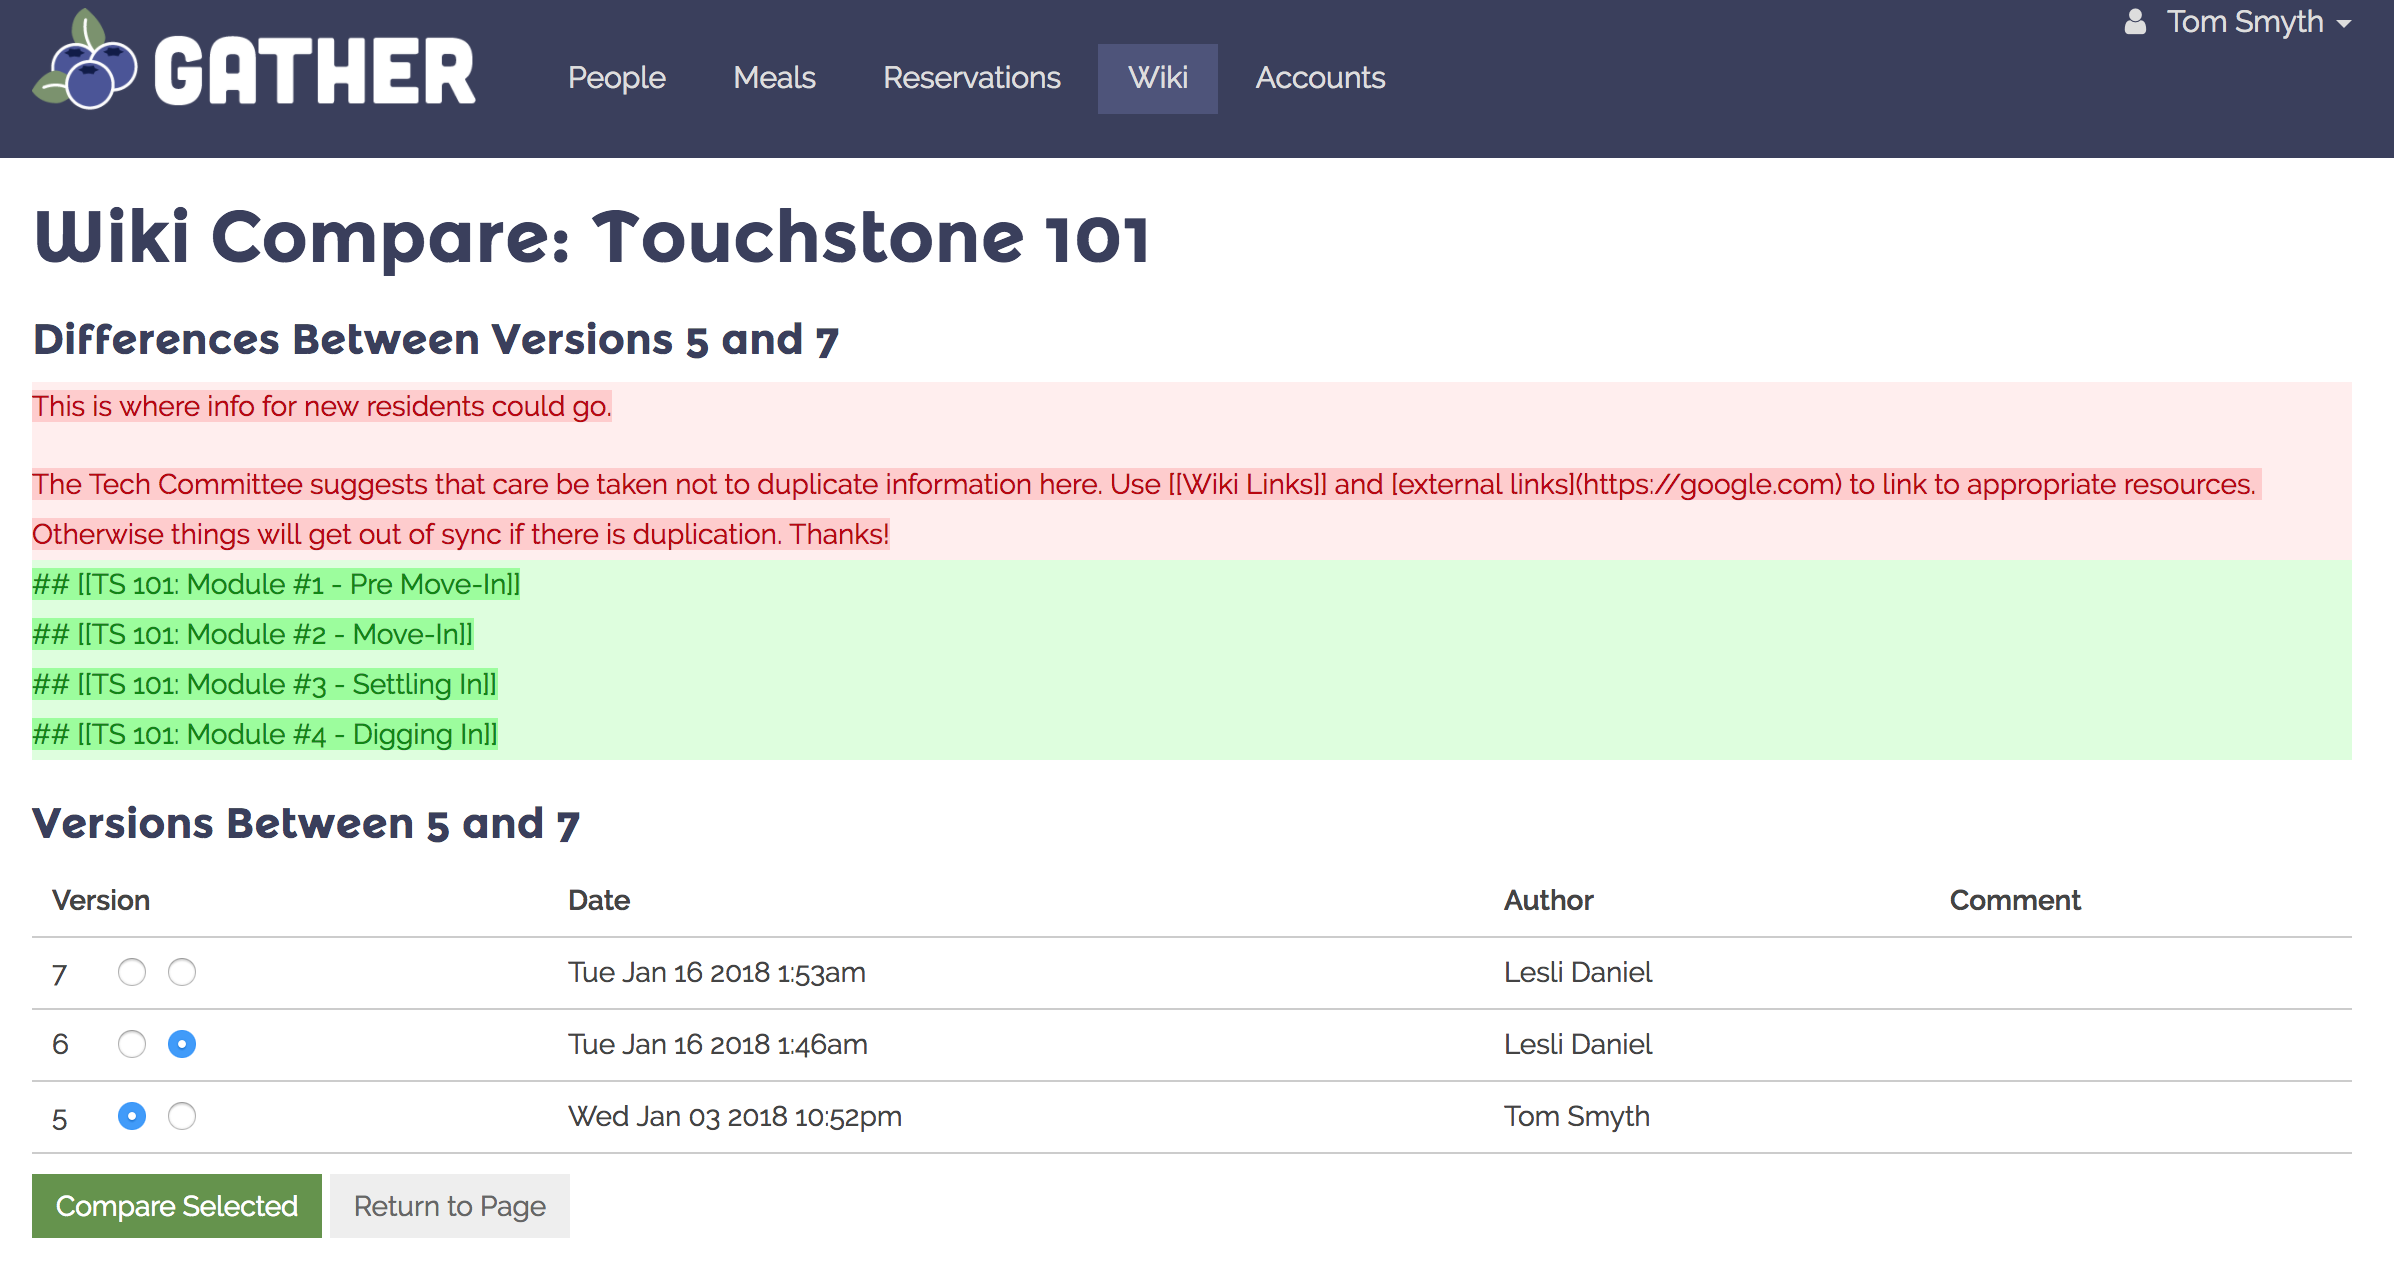 GATHER
People Meals Reservations Wiki Accounts
Tom Smyth
Wiki Compare: Touchstone 101
Differences Between Versions 5 and 7
This is where info for new residents could go.
The Tech Committee suggests that care be taken not to duplicate information here. Use [[Wiki Links]] and [external links](https://google.com) to link to appropriate resources.
Otherwise things will get out of sync if there is duplication. Thanks!
## [[TS 101: Module #1 - Pre Move-In]]
## [[TS 101: Module #2 - Move-In]]
## [[TS 101: Module #3 - Settling In]]
## [[TS 101: Module #4 - Digging In]]
Versions Between 5 and 7
Version Date Author Comment
7 Tue Jan 16 2018 1:53am Lesli Daniel
6 Tue Jan 16 2018 1:46am Lesli Daniel
5 Wed Jan 03 2018 10:52pm Tom Smyth
Compare Selected Return to Page